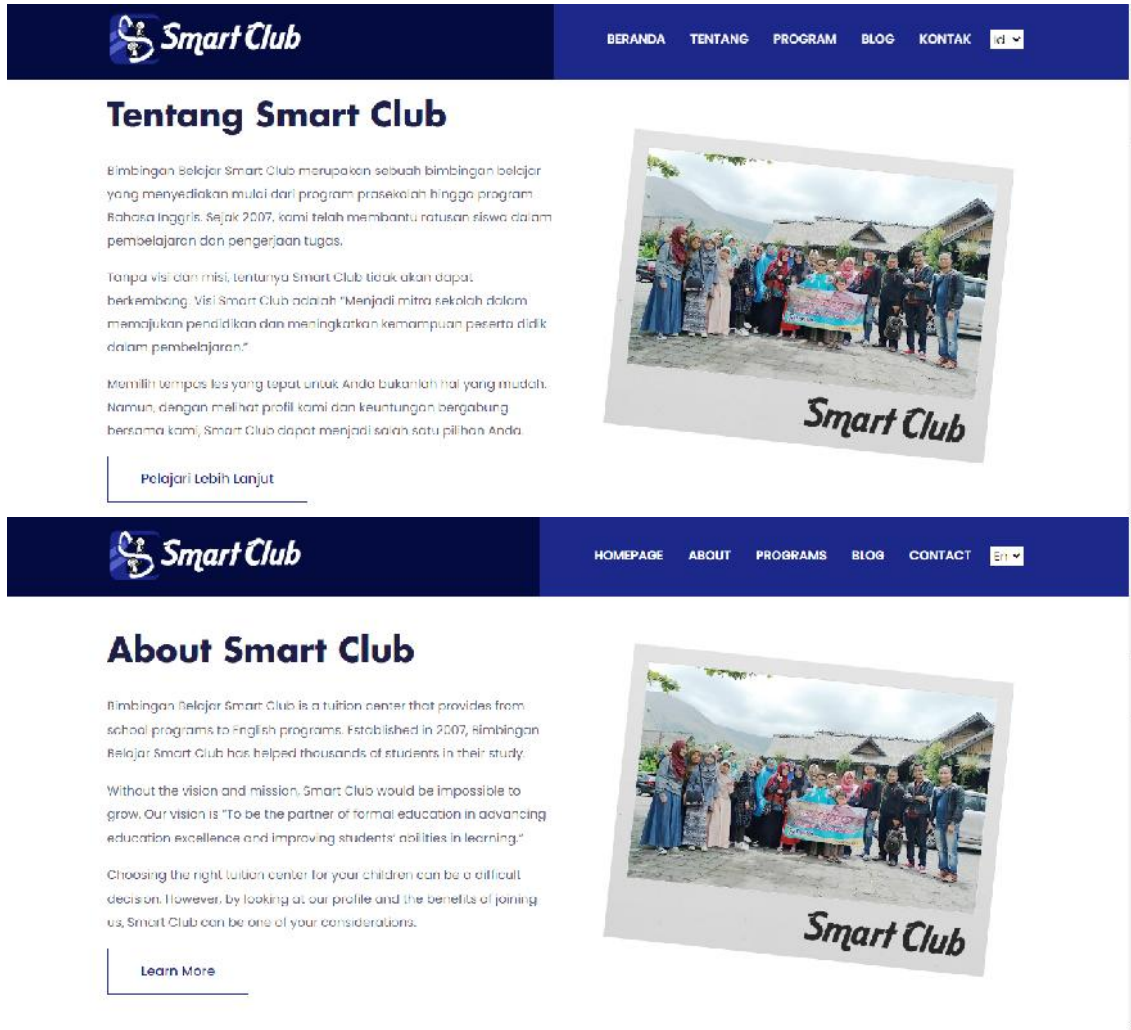 Smart Club
BERANDA TENTANG PROGRAM BLOG KONTAK Id
Tentang Smart Club
Bimbingan Belajar Smart Club merupakan sebuah bimbingan belajar
yang menyediakan mulai dari program prasekolah hingga program
Bahasa Inggris. Sejak 2007, kami telah membantu ratusan siswa dalam
pembelajaran dan pengerjaan tugas.
Tanpa visi dan misi, tentunya Smart Club tidak akan dapat
berkembang. Visi Smart Club adalah “Menjadi mitra sekolah dalam
memajukan pendidikan dan meningkatkan kemampuan peserta didik
dalam pembelajaran.”
Memilih tempas les yang tepat untuk Anda bukanlah hal yang mudah.
Namun, dengan melihat profil kami dan keuntungan bergabung
bersama kami, Smart Club dapat menjadi salah satu pilihan Anda.
Pelajari Lebih Lanjut
Smart Club
Smart Club
HOMEPAGE ABOUT PROGRAMS BLOG CONTACT En
About Smart Club
Bimbingan Belajar Smart Club is a tuition center that provides from
school programs to English programs. Established in 2007, Bimbingan
Belajar Smart Club has helped thousands of students in their study.
Without the vision and mission, Smart Club would be impossible to
grow. Our vision is “To be the partner of formal education in advancing
education excellence and improving students’ abilities in learning.”
Choosing the right tuition center for your children can be a difficult
decision. However, by looking at our profile and the benefits of joining
us, Smart Club can be one of your considerations.
Learn More
Smart Club